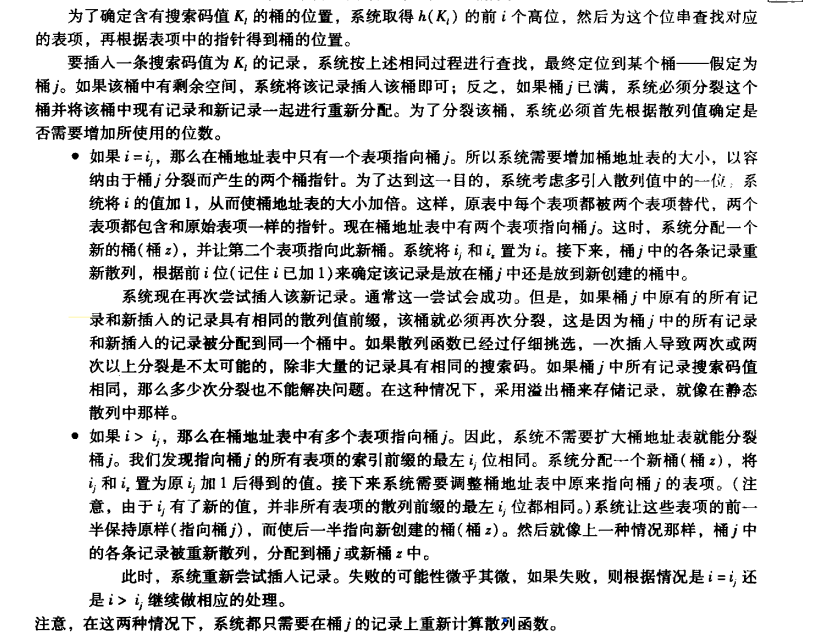 为了确定含有搜索码值 Kᵢ 的桶的位置，系统取得 h(Kᵢ) 的前 i 个高位，然后为这个位串查找对应
的表项，再根据表项中的指针得到桶的位置。
要插入一条搜索码值为 Kᵢ 的记录，系统按上述相同过程进行查找，最终定位到某个桶——假定为
桶 j。如果该桶中有剩余空间，系统将该记录插入该桶即可；反之，如果桶 j 已满，系统必须分裂这个
桶并将该桶中现有记录和新记录一起进行重新分配。为了分裂该桶，系统必须首先根据散列值确定是
否需要增加所使用的位数。
● 如果 i = iⱼ，那么在桶地址表中只有一个表项指向桶 j。所以系统需要增加桶地址表的大小，以容
纳由于桶 j 分裂而产生的两个桶指针。为了达到这一目的，系统考虑多引入散列值中的一位，系
统将 i 的值加 1，从而使桶地址表的大小加倍。这样，原表中每个表项都被两个表项替代，两个
表项都包含和原始表项一样的指针。现在桶地址表中有两个表项指向桶 j。这时，系统分配一个
新的桶(桶 z)，并让第二个表项指向此新桶。系统将 iⱼ 和 i_z 置为 i。接下来，桶 j 中的各条记录重
新散列，根据前 i 位(记住 i 已加 1)来确定该记录是放在桶 j 中还是放到新创建的桶中。
系统现在再次尝试插入该新记录。通常这一尝试会成功。但是，如果桶 j 中原有的所有记
录和新插入的记录具有相同的散列值前缀，该桶就必须再次分裂，这是因为桶 j 中的所有记录
和新插入的记录被分配到同一个桶中。如果散列函数已经过仔细挑选，一次插入导致两次或两
次以上分裂是不太可能的，除非大量的记录具有相同的搜索码。如果桶 j 中所有记录搜索码值
相同，那么多少次分裂也不能解决问题。在这种情况下，采用溢出桶来存储记录，就像在静态
散列中那样。
● 如果 i > iⱼ，那么在桶地址表中有多个表项指向桶 j。因此，系统不需要扩大桶地址表就能分裂
桶 j。我们发现指向桶 j 的所有表项的索引前缀的最左 iⱼ 位相同。系统分配一个新桶(桶 z)，将
iⱼ 和 i_z 置为原 iⱼ 加 1 后得到的值。接下来系统需要调整桶地址表中原来指向桶 j 的表项。(注
意，由于 iⱼ 有了新的值，并非所有表项的散列前缀的最左 iⱼ 位都相同。)系统让这些表项的前一
半保持原样(指向桶 j)，而使后一半指向新创建的桶(桶 z)。然后就像上一种情况那样，桶 j 中
的各条记录被重新散列，分配到桶 j 或新桶 z 中。
此时，系统重新尝试插入记录。失败的可能性微乎其微，如果失败，则根据情况是 i = iⱼ 还
是 i > iⱼ 继续做相应的处理。
注意，在这两种情况下，系统都只需要在桶 j 的记录上重新计算散列函数。